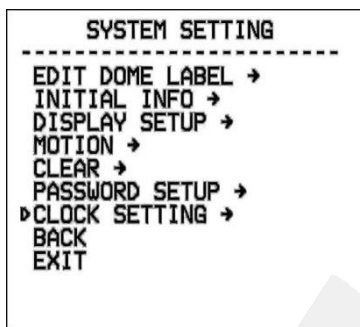 SYSTEM SETTING
EDIT DOME LABEL →
INITIAL INFO →
DISPLAY SETUP →
MOTION →
CLEAR →
PASSWORD SETUP →
CLOCK SETTING →
BACK
EXIT